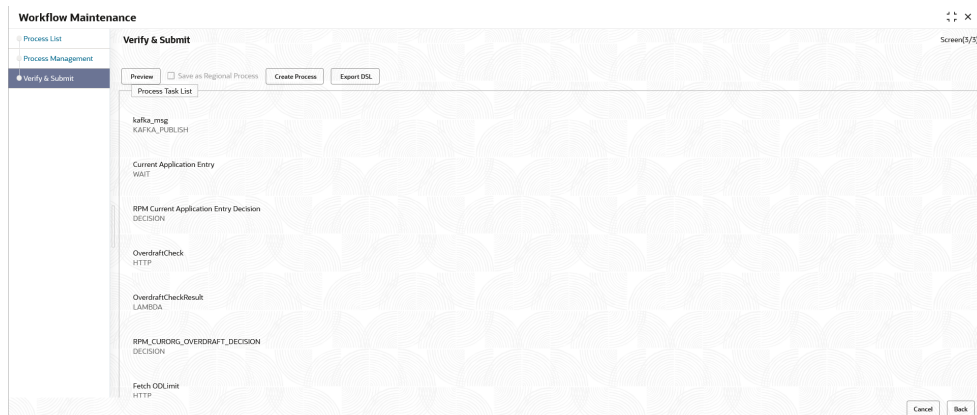 Workflow Maintenance
Process List
Process Management
Verify & Submit
Verify & Submit
Screen(3/3)
Preview
Save as Regional Process
Create Process
Export DSL
Process Task List
kafka_msg
KAFKA_PUBLISH
Current Application Entry
WAIT
RPM Current Application Entry Decision
DECISION
OverdraftCheck
HTTP
OverdraftCheckResult
LAMBDA
RPM_CURORG_OVERDRAFT_DECISION
DECISION
Fetch ODLimit
HTTP
Cancel
Back